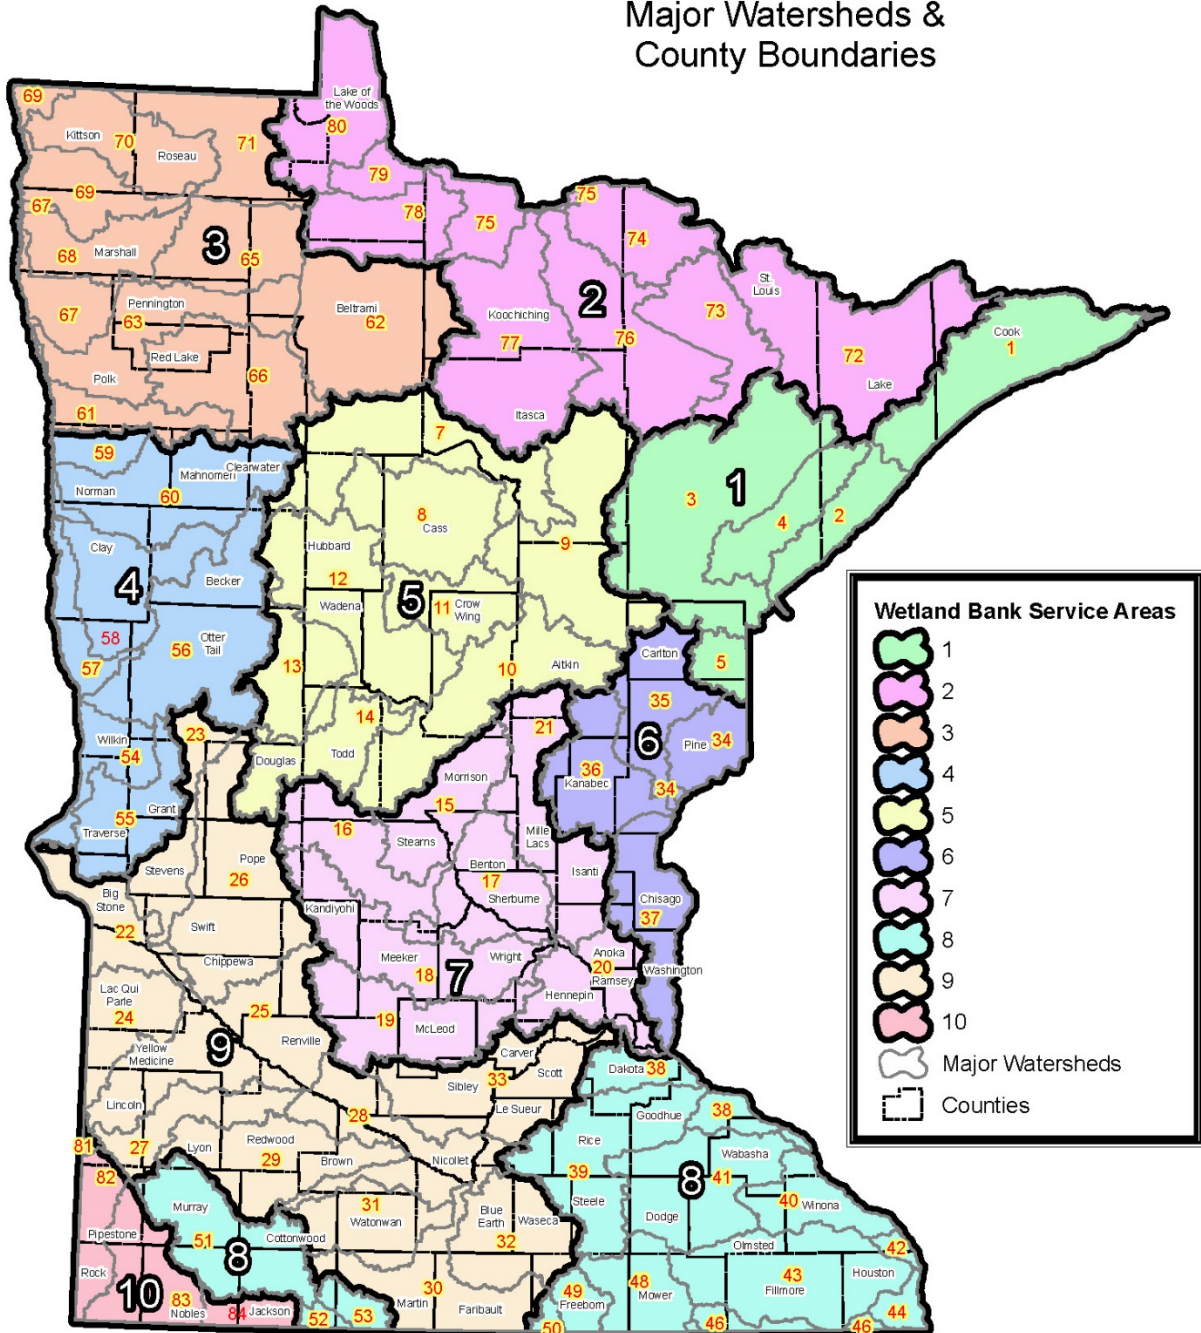 Major Watersheds &
County Boundaries
Lake of
the Woods
69
80
Kittson
70
71
Roseau
79
69
75
67
78
75
74
3
68
Marshall
65
St.
Louis
Pennington
2
67
63
Beltrami
62
Koochiching
73
Cook
1
Red Lake
77
76
72
Polk
66
Lake
61
Itasca
7
59
Clearwater
Mahnomen
Norman
60
1
3
8
Cass
4
2
Clay
Hubbard
9
4
Becker
12
5
Wadena
11
Crow
Wing
58
Otter
Tail
56
57
13
10
Aitkin
Carlton
5
35
14
21
23
6
34
Wilkin
54
Douglas
Todd
Pine
36
Kanabec
Morrison
34
Grant
55
15
Traverse
16
Stearns
Mille
Lacs
Stevens
Pope
26
Benton
17
Isanti
Big
Stone
Sherburne
Chisago
Kandiyohi
37
22
Swift
Chippewa
Meeker
18
Wright
Anoka
20
Washington
7
Ramsey
Lac Qui
Parle
24
Hennepin
25
19
McLeod
9
Renville
Yellow
Medicine
Carver
Scott
Dakota
38
33
Sibley
Lincoln
Le Sueur
28
Goodhue
38
81
27
Lyon
Redwood
29
Rice
Wabasha
82
Brown
Nicollet
39
41
8
Murray
31
Watonwan
Blue
Earth
Waseca
Steele
40
Winona
Pipestone
51
Cottonwood
32
Dodge
8
Olmsted
42
Rock
10
30
48
43
Fillmore
Houston
83
Nobles
84
Jackson
Martin
Faribault
49
Freeborn
Mower
44
52
53
50
46
46
Wetland Bank Service Areas
1
2
3
4
5
6
7
8
9
10
Major Watersheds
Counties